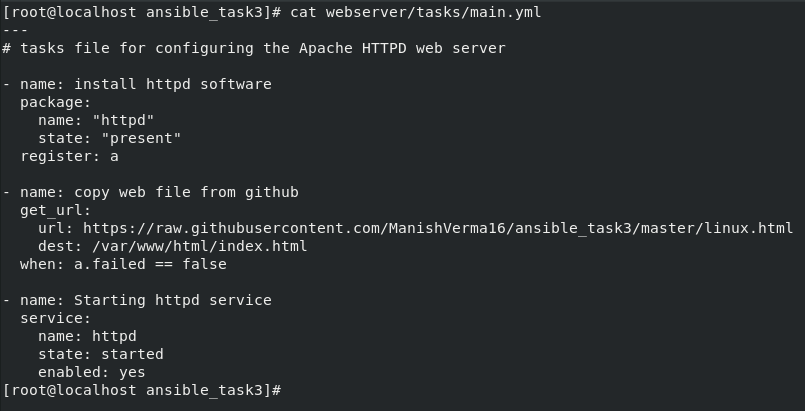 [root@localhost ansible_task3]# cat webserver/tasks/main.yml
---
# tasks file for configuring the Apache HTTPD web server

- name: install httpd software
  package:
    name: "httpd"
    state: "present"
  register: a

- name: copy web file from github
  get_url:
    url: https://raw.githubusercontent.com/ManishVerma16/ansible_task3/master/linux.html
    dest: /var/www/html/index.html
  when: a.failed == false

- name: Starting httpd service
  service:
    name: httpd
    state: started
    enabled: yes
[root@localhost ansible_task3]#